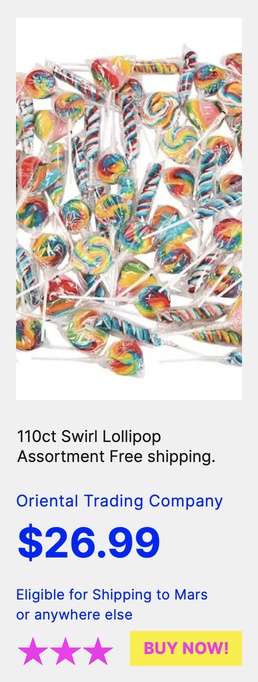 110ct Swirl Lollipop
Assortment Free shipping.
Oriental Trading Company
$26.99
Eligible for Shipping to Mars
or anywhere else
BUY NOW!